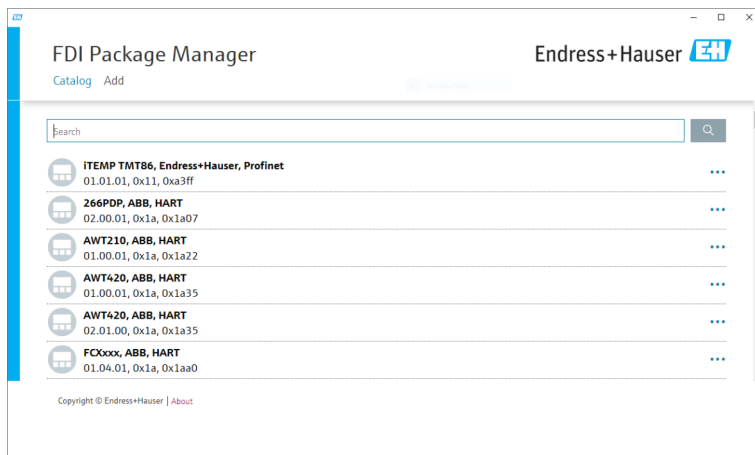 EH
FDI Package Manager
Endress+Hauser EH
Catalog Add
Search
iTEMP TMT86, Endress+Hauser, Profinet
01.01.01, 0x11, 0xa3ff
266PDP, ABB, HART
02.00.01, 0x1a, 0x1a07
AWT210, ABB, HART
01.00.01, 0x1a, 0x1a22
AWT420, ABB, HART
01.00.01, 0x1a, 0x1a35
AWT420, ABB, HART
02.01.00, 0x1a, 0x1a35
FCXxxx, ABB, HART
01.04.01, 0x1a, 0x1aa0
Copyright © Endress+Hauser | About